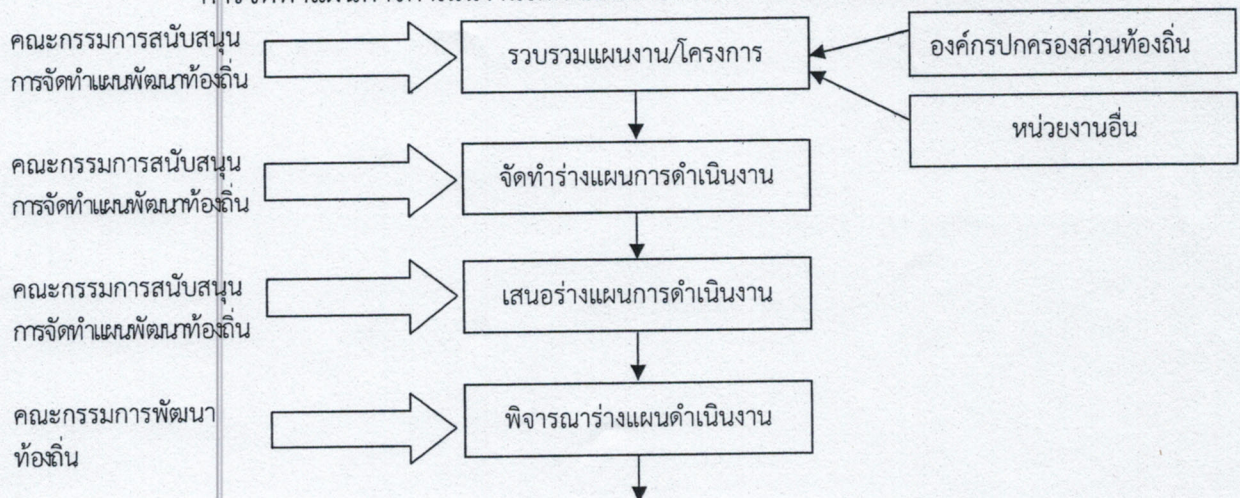 คณะกรรมการสนับสนุน
การจัดทำแผนพัฒนาท้องถิ่น
รวบรวมแผนงาน/โครงการ
องค์กรปกครองส่วนท้องถิ่น
หน่วยงานอื่น
คณะกรรมการสนับสนุน
การจัดทำแผนพัฒนาท้องถิ่น
จัดทำร่างแผนการดำเนินงาน
คณะกรรมการสนับสนุน
การจัดทำแผนพัฒนาท้องถิ่น
เสนอร่างแผนการดำเนินงาน
คณะกรรมการพัฒนา
ท้องถิ่น
พิจารณาร่างแผนดำเนินงาน